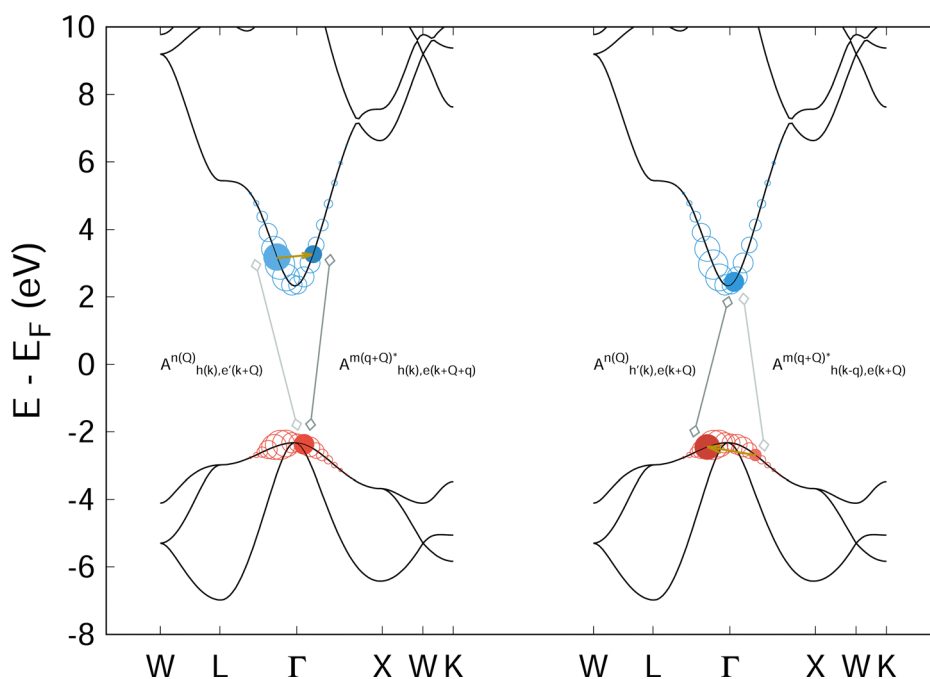 10
8
6
4
2
0
-2
-4
-6
-8
E - E_F (eV)
A^{n(Q)}_{h(k),e'(k+Q)}
A^{m(q+Q)*}_{h(k),e(k+Q+q)}
A^{n(Q)}_{h'(k),e(k+Q)}
A^{m(q+Q)*}_{h(k-q),e(k+Q)}
W L Γ X W K
W L Γ X W K